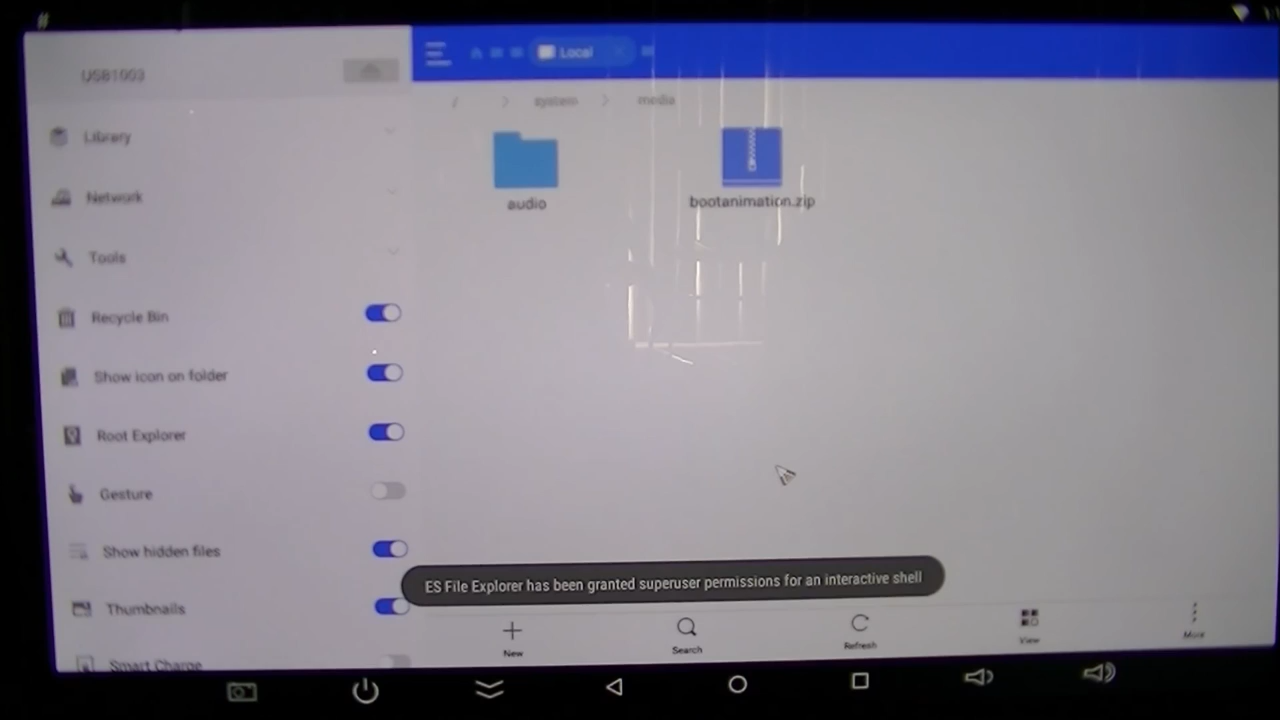 USB1003
Library
Network
Tools
Recycle Bin
Show icon on folder
Root Explorer
Gesture
Show hidden files
Thumbnails
Smart Charge
Local
/ > system > media
audio
bootanimation.zip
ES File Explorer has been granted superuser permissions for an interactive shell
New
Search
Refresh
View
More